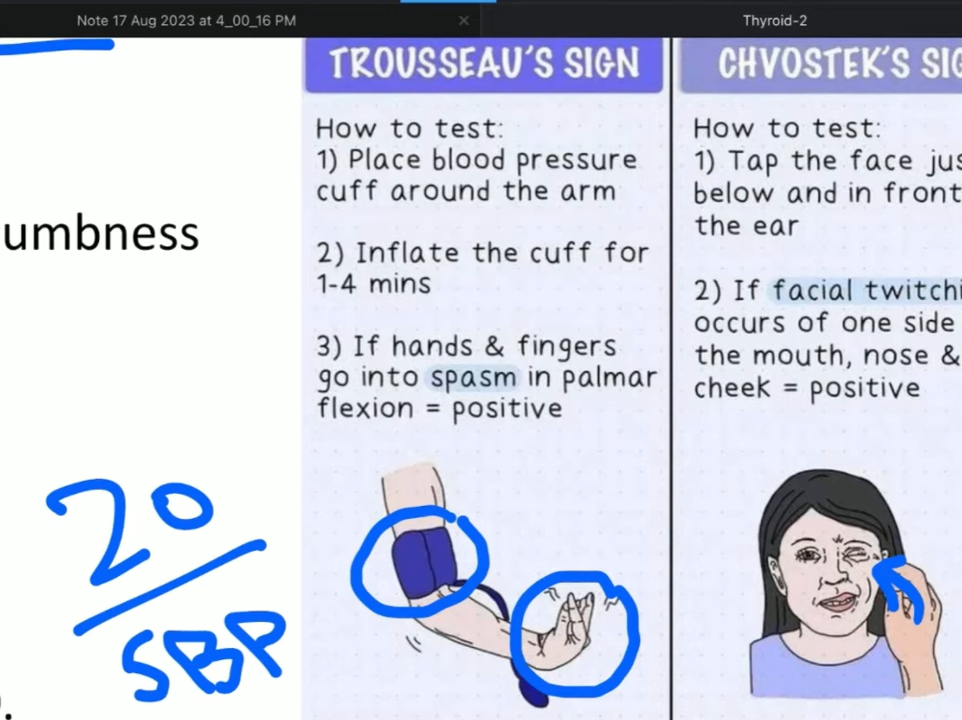 Note 17 Aug 2023 at 4_00_16 PM
×
Thyroid-2
TROUSSEAU'S SIGN
How to test:
1) Place blood pressure
cuff around the arm
2) Inflate the cuff for
1-4 mins
3) If hands & fingers
go into spasm in palmar
flexion = positive
CHVOSTEK'S SIG
How to test:
1) Tap the face jus
below and in front
the ear
2) If facial twitchi
occurs of one side
the mouth, nose &
cheek = positive
umbness
20
SBP